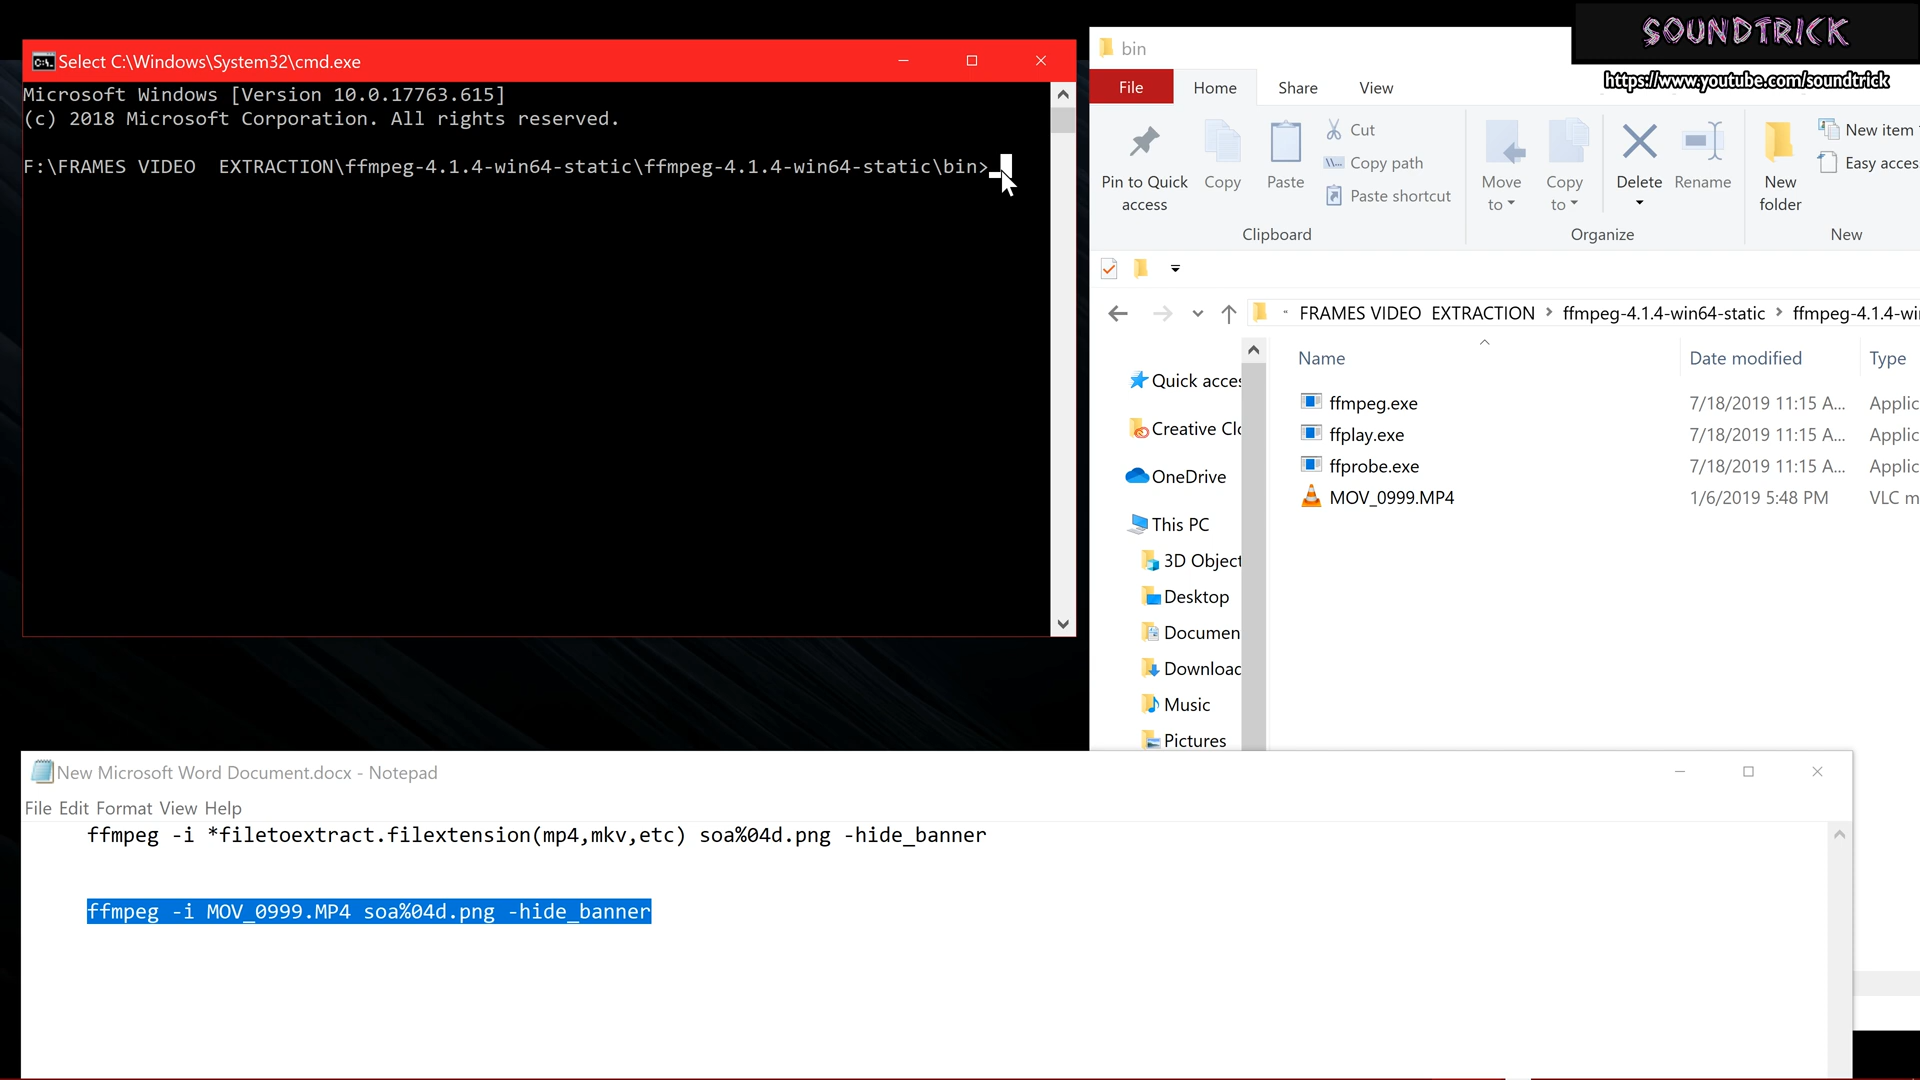 SOUNDTRICK
https://www.youtube.com/soundtrick
Select C:\Windows\System32\cmd.exe
Microsoft Windows [Version 10.0.17763.615]
(c) 2018 Microsoft Corporation. All rights reserved.
F:\FRAMES VIDEO  EXTRACTION\ffmpeg-4.1.4-win64-static\ffmpeg-4.1.4-win64-static\bin>
bin
File Home Share View
Pin to Quick access
Copy
Paste
Cut
Copy path
Paste shortcut
Clipboard
Move to
Copy to
Delete
Rename
Organize
New folder
New item
Easy access
New
FRAMES VIDEO  EXTRACTION > ffmpeg-4.1.4-win64-static > ffmpeg-4.1.4-wi
Name Date modified Type
ffmpeg.exe 7/18/2019 11:15 A... Applic
ffplay.exe 7/18/2019 11:15 A... Applic
ffprobe.exe 7/18/2019 11:15 A... Applic
MOV_0999.MP4 1/6/2019 5:48 PM VLC m
Quick acces
Creative Clo
OneDrive
This PC
3D Object
Desktop
Documen
Downloac
Music
Pictures
New Microsoft Word Document.docx - Notepad
File Edit Format View Help
ffmpeg -i *filetoextract.filextension(mp4,mkv,etc) soa%04d.png -hide_banner
ffmpeg -i MOV_0999.MP4 soa%04d.png -hide_banner